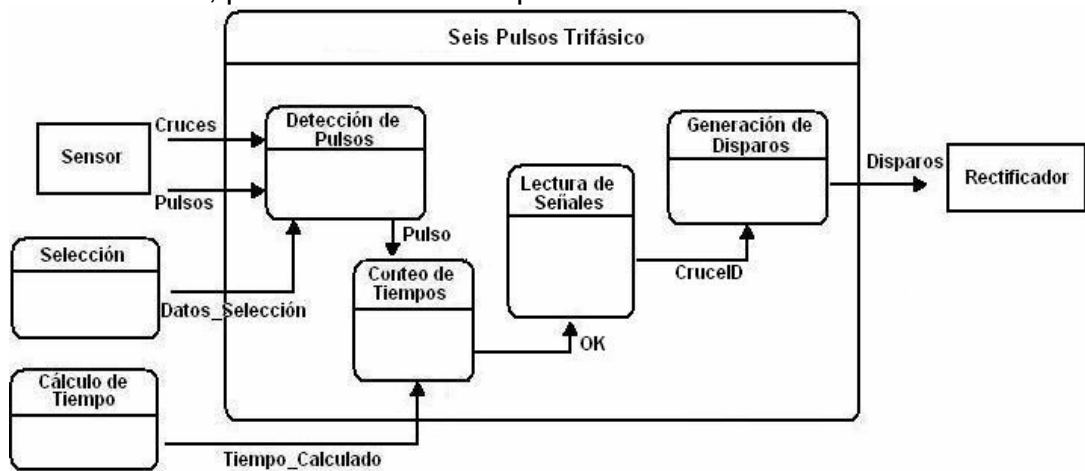 Seis Pulsos Trifásico
Cruces
Sensor
Pulsos
Detección de
Pulsos
Generación de
Disparos
Disparos
Rectificador
Lectura de
Señales
Pulso
Selección
Datos_Selección
Conteo de
Tiempos
CruceID
OK
Cálculo de
Tiempo
Tiempo_Calculado